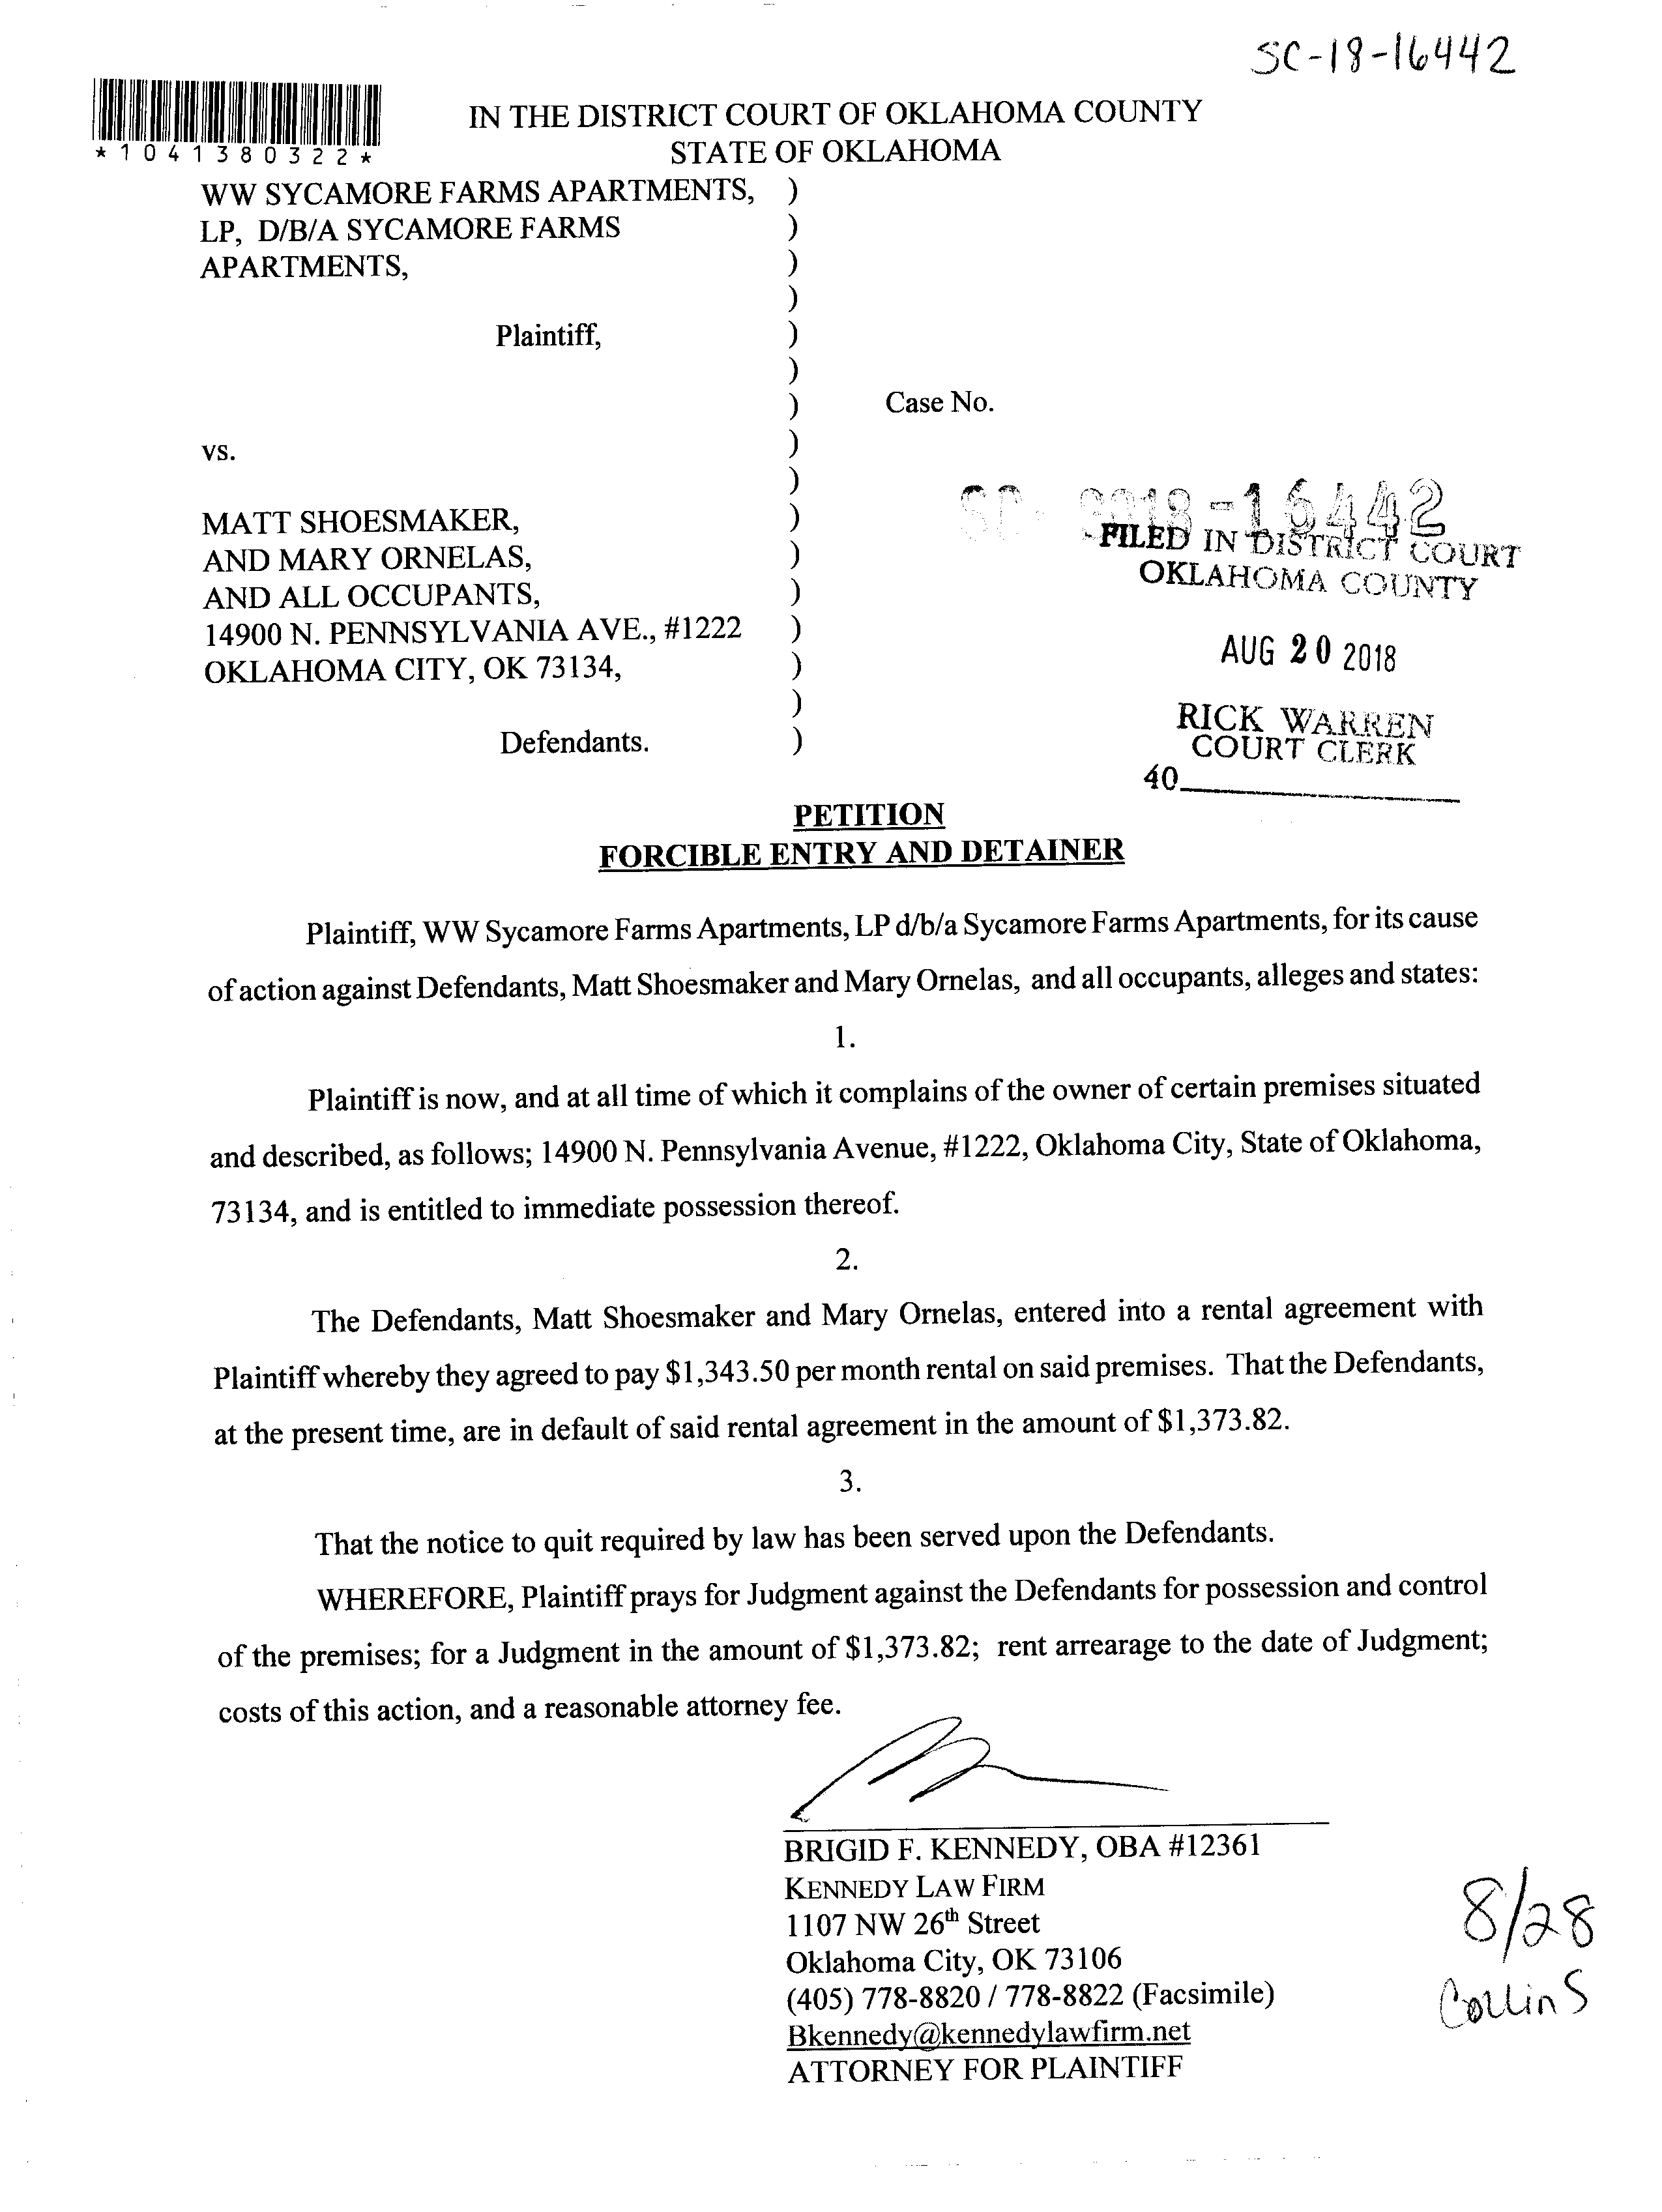 SC-18-16442
*1041380322*
IN THE DISTRICT COURT OF OKLAHOMA COUNTY
STATE OF OKLAHOMA
WW SYCAMORE FARMS APARTMENTS, )
LP, D/B/A SYCAMORE FARMS )
APARTMENTS, )
)
Plaintiff, )
)
) Case No.
vs. )
)
MATT SHOESMAKER, )
AND MARY ORNELAS, )
AND ALL OCCUPANTS, )
14900 N. PENNSYLVANIA AVE., #1222 )
OKLAHOMA CITY, OK 73134, )
)
Defendants. )
SC-2018-16442
FILED IN DISTRICT COURT
OKLAHOMA COUNTY
AUG 20 2018
RICK WARREN
COURT CLERK
40
PETITION
FORCIBLE ENTRY AND DETAINER
Plaintiff, WW Sycamore Farms Apartments, LP d/b/a Sycamore Farms Apartments, for its cause
of action against Defendants, Matt Shoesmaker and Mary Ornelas, and all occupants, alleges and states:
1.
Plaintiff is now, and at all time of which it complains of the owner of certain premises situated
and described, as follows; 14900 N. Pennsylvania Avenue, #1222, Oklahoma City, State of Oklahoma,
73134, and is entitled to immediate possession thereof.
2.
The Defendants, Matt Shoesmaker and Mary Ornelas, entered into a rental agreement with
Plaintiff whereby they agreed to pay $1,343.50 per month rental on said premises. That the Defendants,
at the present time, are in default of said rental agreement in the amount of $1,373.82.
3.
That the notice to quit required by law has been served upon the Defendants.
WHEREFORE, Plaintiff prays for Judgment against the Defendants for possession and control
of the premises; for a Judgment in the amount of $1,373.82; rent arrearage to the date of Judgment;
costs of this action, and a reasonable attorney fee.
BRIGID F. KENNEDY, OBA #12361
KENNEDY LAW FIRM
1107 NW 26th Street
Oklahoma City, OK 73106
(405) 778-8820 / 778-8822 (Facsimile)
Bkennedy@kennedylawfirm.net
ATTORNEY FOR PLAINTIFF
8/28
Collins